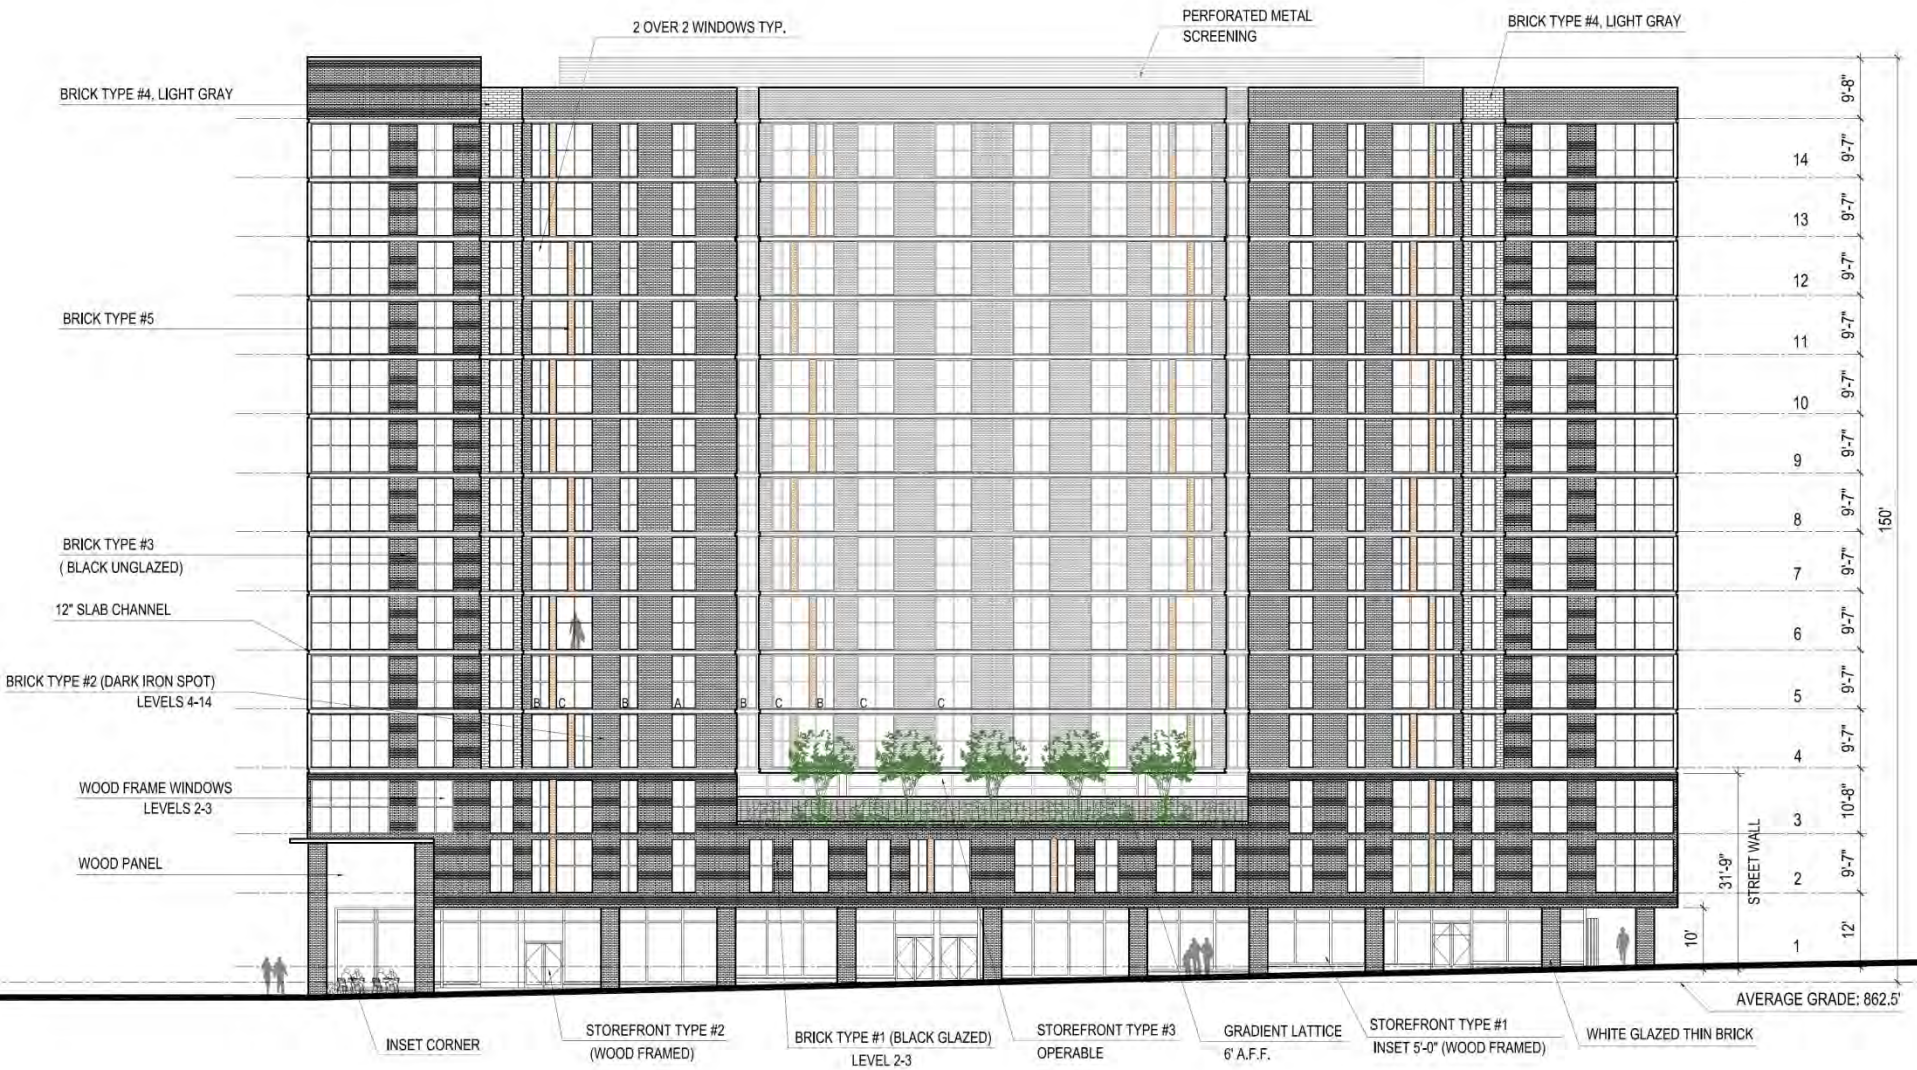 2 OVER 2 WINDOWS TYP.
PERFORATED METAL
SCREENING
BRICK TYPE #4, LIGHT GRAY
BRICK TYPE #4, LIGHT GRAY
BRICK TYPE #5
BRICK TYPE #3
( BLACK UNGLAZED)
12" SLAB CHANNEL
BRICK TYPE #2 (DARK IRON SPOT)
LEVELS 4-14
WOOD FRAME WINDOWS
LEVELS 2-3
WOOD PANEL
B C B A B C B C C
9'-8"
14 9'-7"
13 9'-7"
12 9'-7"
11 9'-7"
10 9'-7"
9 9'-7"
8 9'-7"
7 9'-7"
6 9'-7"
5 9'-7"
4 9'-7"
3 10'-8"
2 9'-7"
1 12'
150'
31'-9"
STREET WALL
10'
AVERAGE GRADE: 862.5'
INSET CORNER
STOREFRONT TYPE #2
(WOOD FRAMED)
BRICK TYPE #1 (BLACK GLAZED)
LEVEL 2-3
STOREFRONT TYPE #3
OPERABLE
GRADIENT LATTICE
6' A.F.F.
STOREFRONT TYPE #1
INSET 5'-0" (WOOD FRAMED)
WHITE GLAZED THIN BRICK